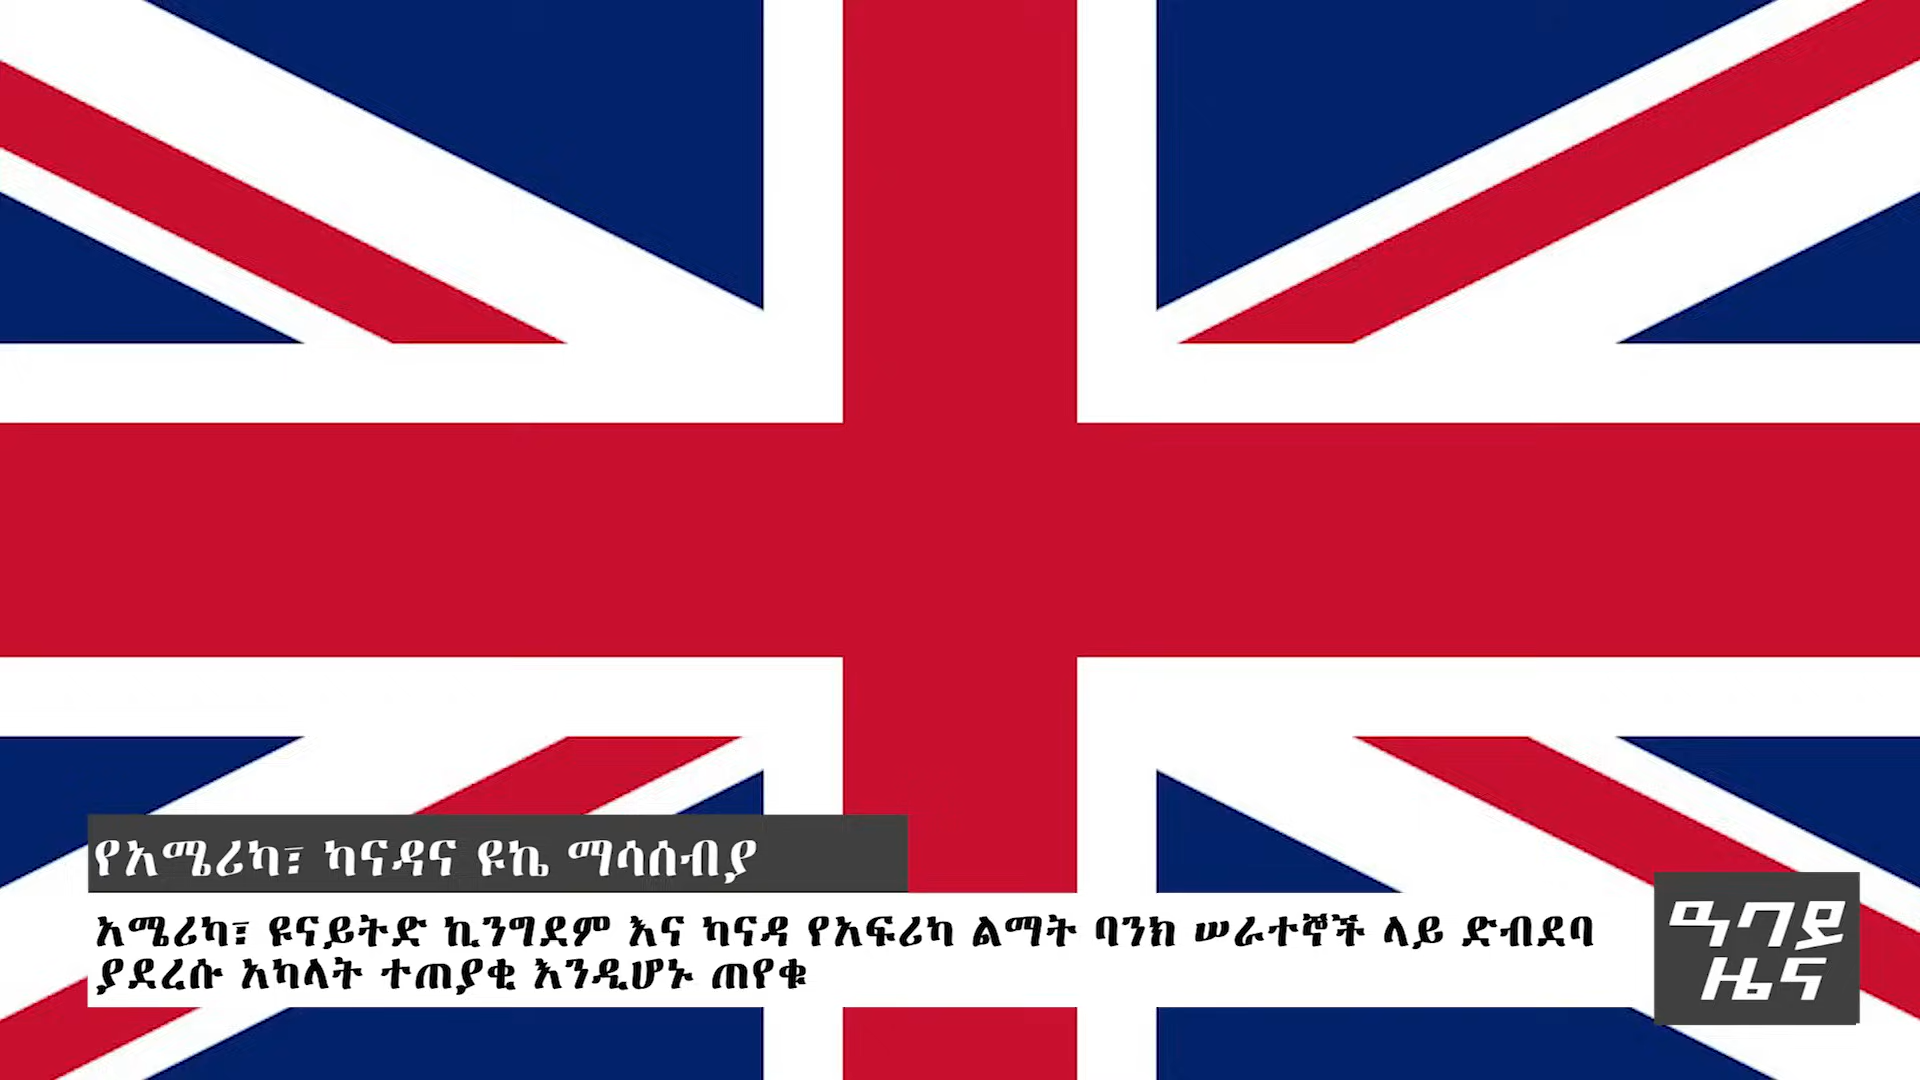 የአሜሪካ፣ ካናዳና ዩኬ ማሳሰብያ
አሜሪካ፣ ዩናይትድ ኪንግደም እና ካናዳ የአፍሪካ ልማት ባንክ ሠራተኞች ላይ ድብደባ
ያደረሱ አካላት ተጠያቂ እንዲሆኑ ጠየቁ
ዓባይ
ዜና